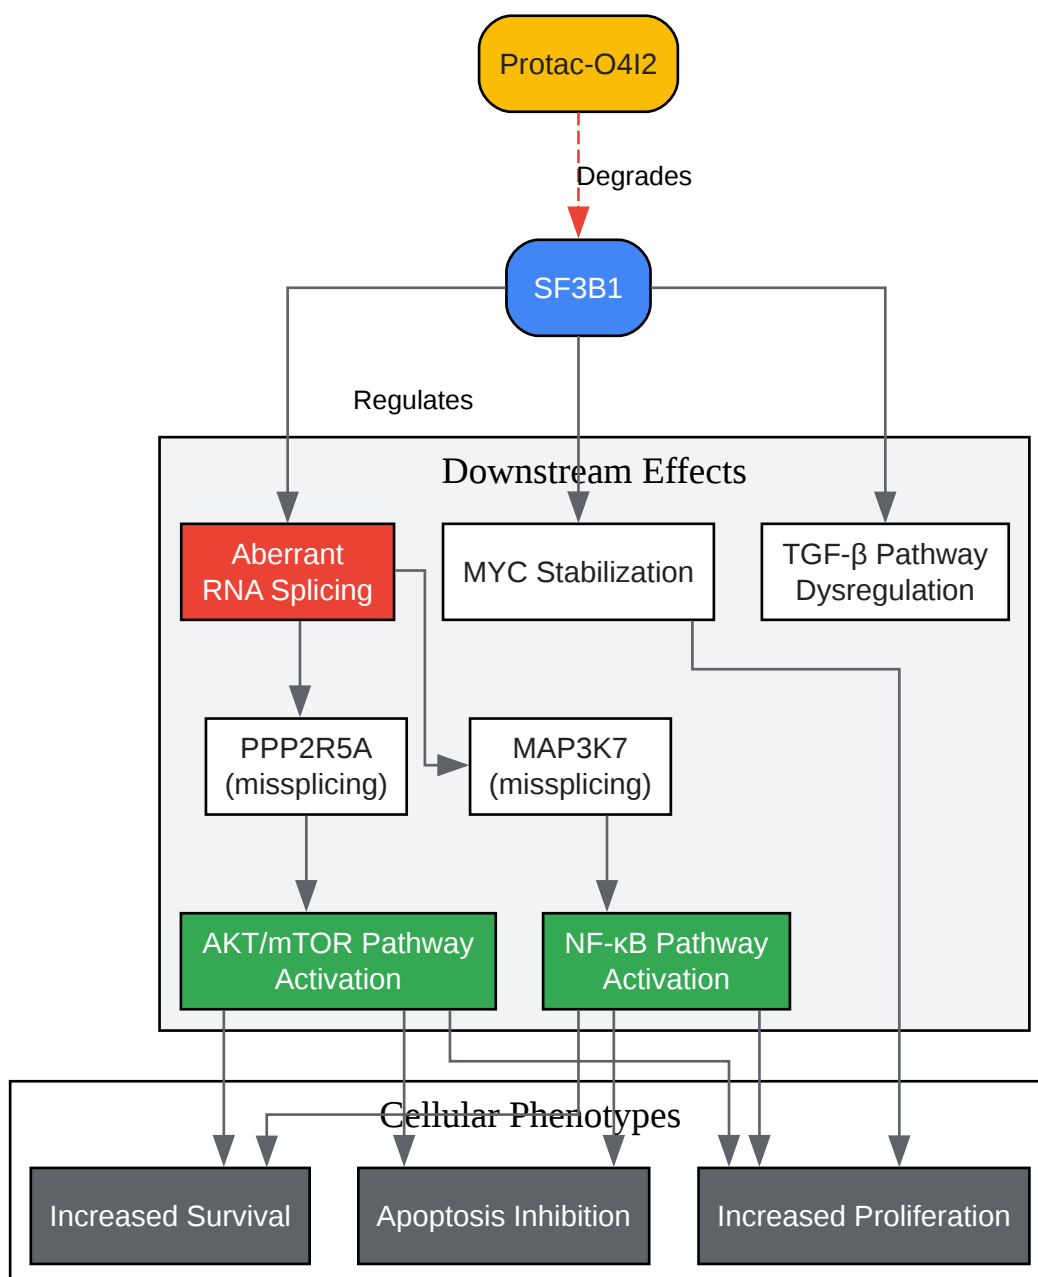 Protac-O4I2
Degrades
SF3B1
Regulates
Downstream Effects
Aberrant
RNA Splicing
MYC Stabilization
TGF-β Pathway
Dysregulation
PPP2R5A
(missplicing)
MAP3K7
(missplicing)
AKT/mTOR Pathway
Activation
NF-κB Pathway
Activation
Cellular Phenotypes
Increased Survival
Apoptosis Inhibition
Increased Proliferation